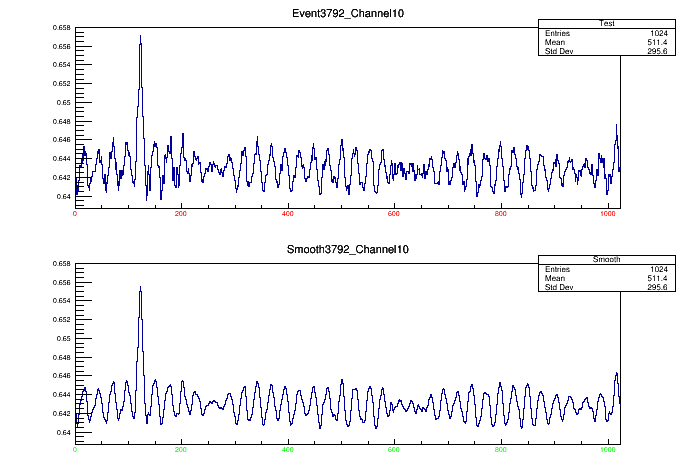 Event3792_Channel10
Test
Entries 1024
Mean 511.4
Std Dev 295.6
0.658
0.656
0.654
0.652
0.65
0.648
0.646
0.644
0.642
0.64
0 200 400 600 800 1000
Smooth3792_Channel10
Smooth
Entries 1024
Mean 511.4
Std Dev 295.6
0.658
0.656
0.654
0.652
0.65
0.648
0.646
0.644
0.642
0.64
0 200 400 600 800 1000